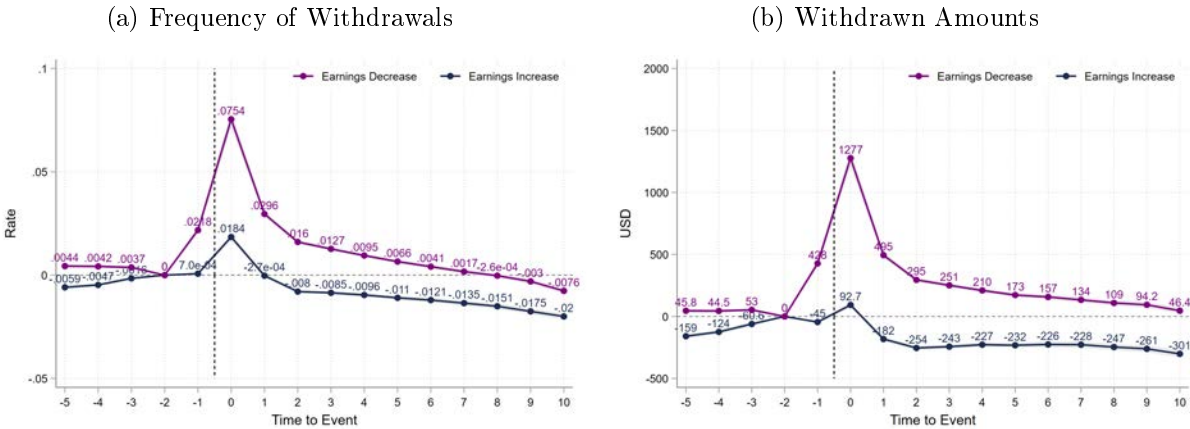 (a) Frequency of Withdrawals
Earnings Decrease
Earnings Increase
.1
.05
0
-.05
Rate
.0044 .0042 .0037 0 .0218 .0754 .0296 .016 .0127 .0095 .0066 .0041 .0017 -2.6e-04 -.003 -.0076
-.0059 -.0047 7.0e-04 .0184 -2.7e-04 -.008 -.0085 -.0096 -.011 -.0121 -.0135 -.0151 -.0175 -.02
-5 -4 -3 -2 -1 0 1 2 3 4 5 6 7 8 9 10
Time to Event
(b) Withdrawn Amounts
Earnings Decrease
Earnings Increase
2000
1500
1000
500
0
-500
USD
45.8 44.5 53 0 428 1277 495 295 251 210 173 157 134 109 94.2 46.4
-159 -124 -60.6 -45 92.7 -182 -254 -243 -227 -232 -226 -228 -247 -261 -301
-5 -4 -3 -2 -1 0 1 2 3 4 5 6 7 8 9 10
Time to Event